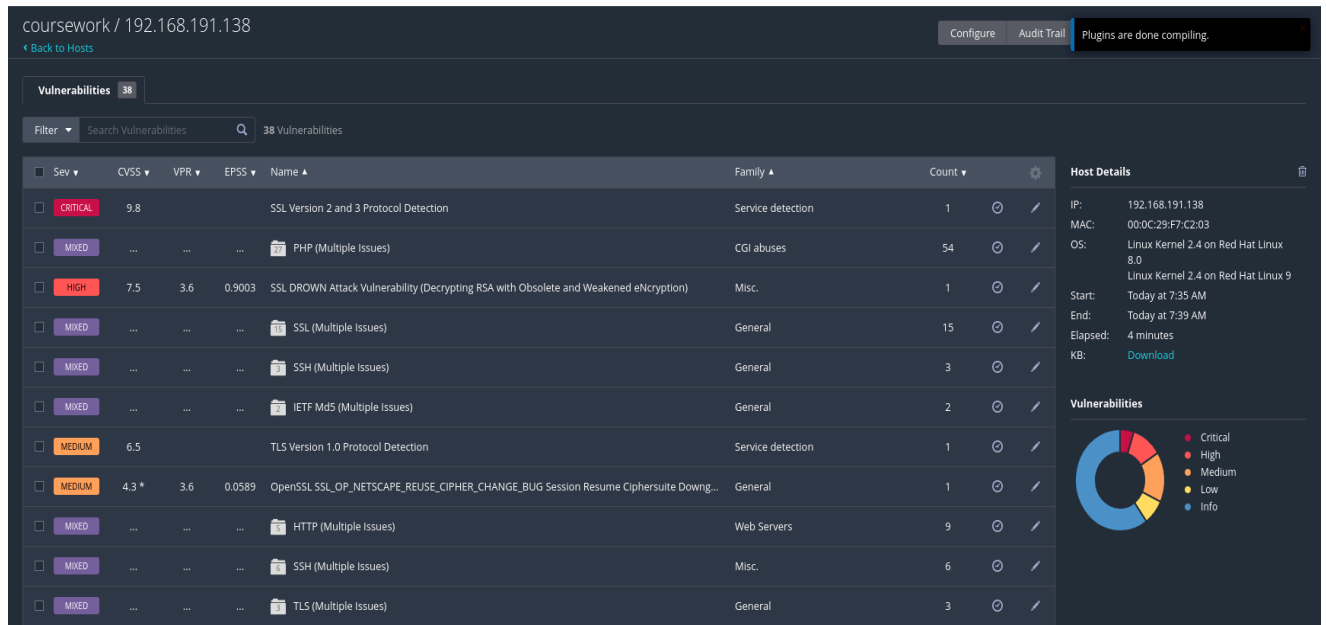 coursework / 192.168.191.138
Back to Hosts
Configure Audit Trail
Plugins are done compiling.
Vulnerabilities 38
Filter Search Vulnerabilities 38 Vulnerabilities
Sev CVSS VPR EPSS Name Family Count
CRITICAL 9.8 SSL Version 2 and 3 Protocol Detection Service detection 1
MIXED ... ... ... 27 PHP (Multiple Issues) CGI abuses 54
HIGH 7.5 3.6 0.9003 SSL DROWN Attack Vulnerability (Decrypting RSA with Obsolete and Weakened eNcryption) Misc. 1
MIXED ... ... ... 15 SSL (Multiple Issues) General 15
MIXED ... ... ... 3 SSH (Multiple Issues) General 3
MIXED ... ... ... 2 IETF Md5 (Multiple Issues) General 2
MEDIUM 6.5 TLS Version 1.0 Protocol Detection Service detection 1
MEDIUM 4.3 * 3.6 0.0589 OpenSSL SSL_OP_NETSCAPE_REUSE_CIPHER_CHANGE_BUG Session Resume Ciphersuite Downg... General 1
MIXED ... ... ... 5 HTTP (Multiple Issues) Web Servers 9
MIXED ... ... ... 6 SSH (Multiple Issues) Misc. 6
MIXED ... ... ... 3 TLS (Multiple Issues) General 3
Host Details
IP: 192.168.191.138
MAC: 00:0C:29:F7:C2:03
OS: Linux Kernel 2.4 on Red Hat Linux
8.0
Linux Kernel 2.4 on Red Hat Linux 9
Start: Today at 7:35 AM
End: Today at 7:39 AM
Elapsed: 4 minutes
KB: Download
Vulnerabilities
Critical
High
Medium
Low
Info